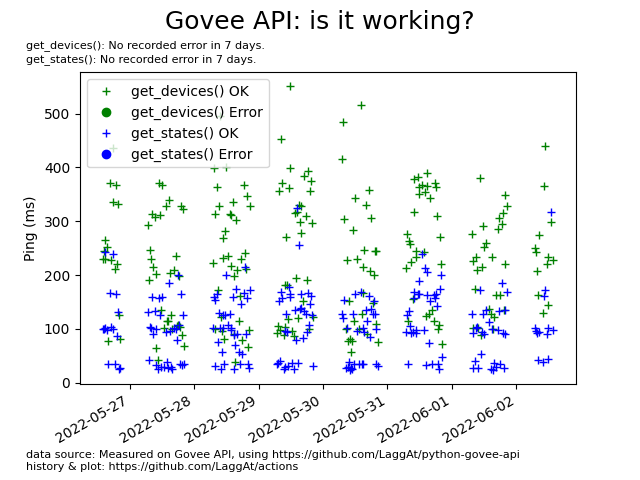 Govee API: is it working?
get_devices(): No recorded error in 7 days.
get_states(): No recorded error in 7 days.
get_devices() OK
get_devices() Error
get_states() OK
get_states() Error
500
400
300
200
100
0
Ping (ms)
2022-05-27
2022-05-28
2022-05-29
2022-05-30
2022-05-31
2022-06-01
2022-06-02
data source: Measured on Govee API, using https://github.com/LaggAt/python-govee-api
history & plot: https://github.com/LaggAt/actions